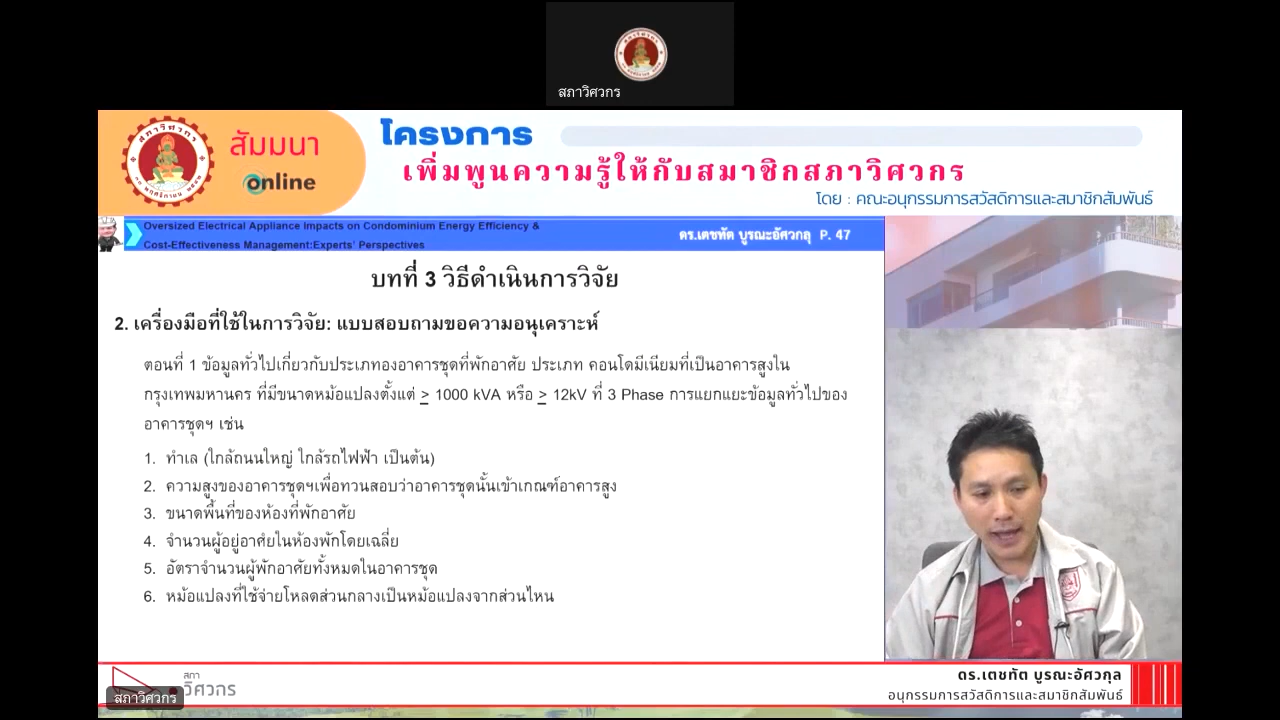 สภาวิศวกร
สัมมนา
online
โครงการ
เพิ่มพูนความรู้ให้กับสมาชิกสภาวิศวกร
โดย : คณะอนุกรรมการสวัสดิการและสมาชิกสัมพันธ์
Oversized Electrical Appliance Impacts on Condominium Energy Efficiency &
Cost-Effectiveness Management:Experts' Perspectives
ดร.เตชทัต บูรณะอัศวกลุ P. 47
บทที่ 3 วิธีดำเนินการวิจัย
2. เครื่องมือที่ใช้ในการวิจัย: แบบสอบถามขอความอนุเคราะห์
ตอนที่ 1 ข้อมูลทั่วไปเกี่ยวกับประเภทองอาคารชุดที่พักอาศัย ประเภท คอนโดมีเนียมที่เป็นอาคารสูงใน
กรุงเทพมหานคร ที่มีขนาดหม้อแปลงตั้งแต่ ≥ 1000 kVA หรือ ≥ 12kV ที่ 3 Phase การแยกแยะข้อมูลทั่วไปของ
อาคารชุดฯ เช่น
1. ทำเล (ใกล้ถนนใหญ่ ใกล้รถไฟฟ้า เป็นต้น)
2. ความสูงของอาคารชุดฯเพื่อทวนสอบว่าอาคารชุดนั้นเข้าเกณฑ์อาคารสูง
3. ขนาดพื้นที่ของห้องที่พักอาศัย
4. จำนวนผู้อยู่อาศัยในห้องพักโดยเฉลี่ย
5. อัตราจำนวนผู้พักอาศัยทั้งหมดในอาคารชุด
6. หม้อแปลงที่ใช้จ่ายโหลดส่วนกลางเป็นหม้อแปลงจากส่วนไหน
สภา
วิศวกร
สภาวิศวกร
ดร.เตชทัต บูรณะอัศวกุล
อนุกรรมการสวัสดิการและสมาชิกสัมพันธ์